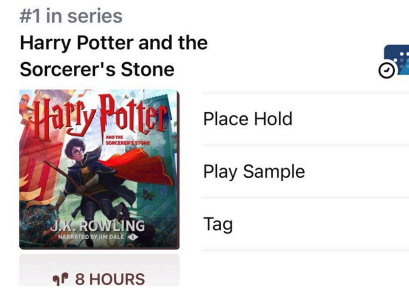 #1 in series
Harry Potter and the
Sorcerer's Stone
Harry Potter
AND THE
SORCERER'S STONE
J.K. ROWLING
NARRATED BY JIM DALE
Place Hold
Play Sample
Tag
8 HOURS